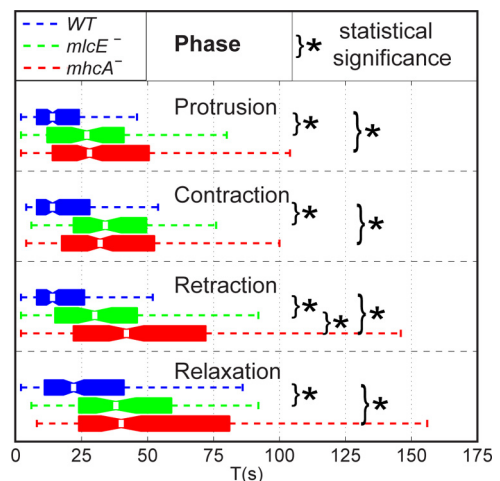 WT
mlcE⁻
mhcA⁻
Phase
}* statistical
significance
Protrusion
}* }*
Contraction
}* }*
Retraction
}* }* }*
Relaxation
}* }*
0 25 50 75 100 125 150 175
T(s)